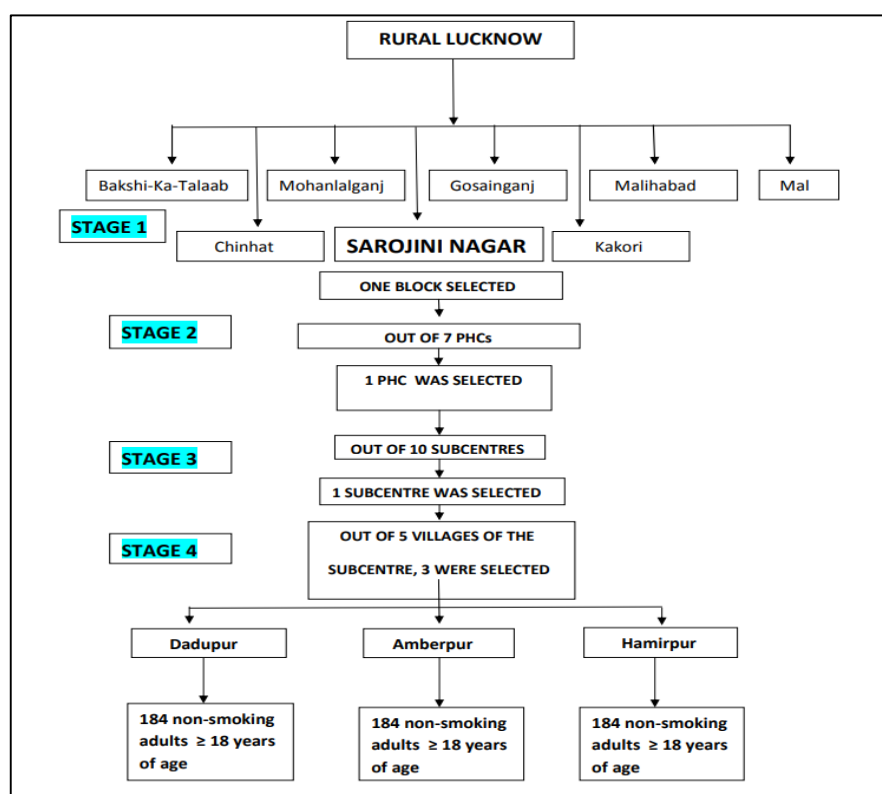 RURAL LUCKNOW
Bakshi-Ka-Talaab
Mohanlalganj
Gosainganj
Malihabad
Mal
STAGE 1
Chinhat
SAROJINI NAGAR
Kakori
ONE BLOCK SELECTED
STAGE 2
OUT OF 7 PHCs
1 PHC WAS SELECTED
STAGE 3
OUT OF 10 SUBCENTRES
1 SUBCENTRE WAS SELECTED
STAGE 4
OUT OF 5 VILLAGES OF THE
SUBCENTRE, 3 WERE SELECTED
Dadupur
Amberpur
Hamirpur
184 non-smoking
adults ≥ 18 years
of age
184 non-smoking
adults ≥ 18 years of
age
184 non-smoking
adults ≥ 18 years of
age